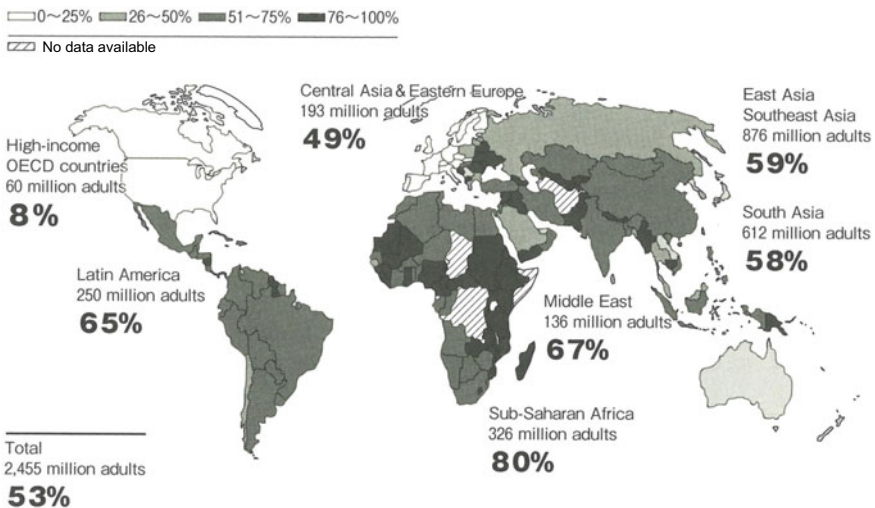 0～25% 26～50% 51～75% 76～100%
No data available
Central Asia & Eastern Europe
193 million adults
49%
East Asia
Southeast Asia
876 million adults
59%
High-income
OECD countries
60 million adults
8%
South Asia
612 million adults
58%
Latin America
250 million adults
65%
Middle East
136 million adults
67%
Sub-Saharan Africa
326 million adults
80%
Total
2,455 million adults
53%